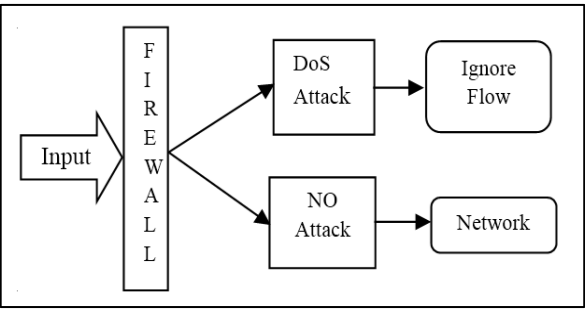 Input
F
I
R
E
W
A
L
L
DoS
Attack
Ignore
Flow
NO
Attack
Network